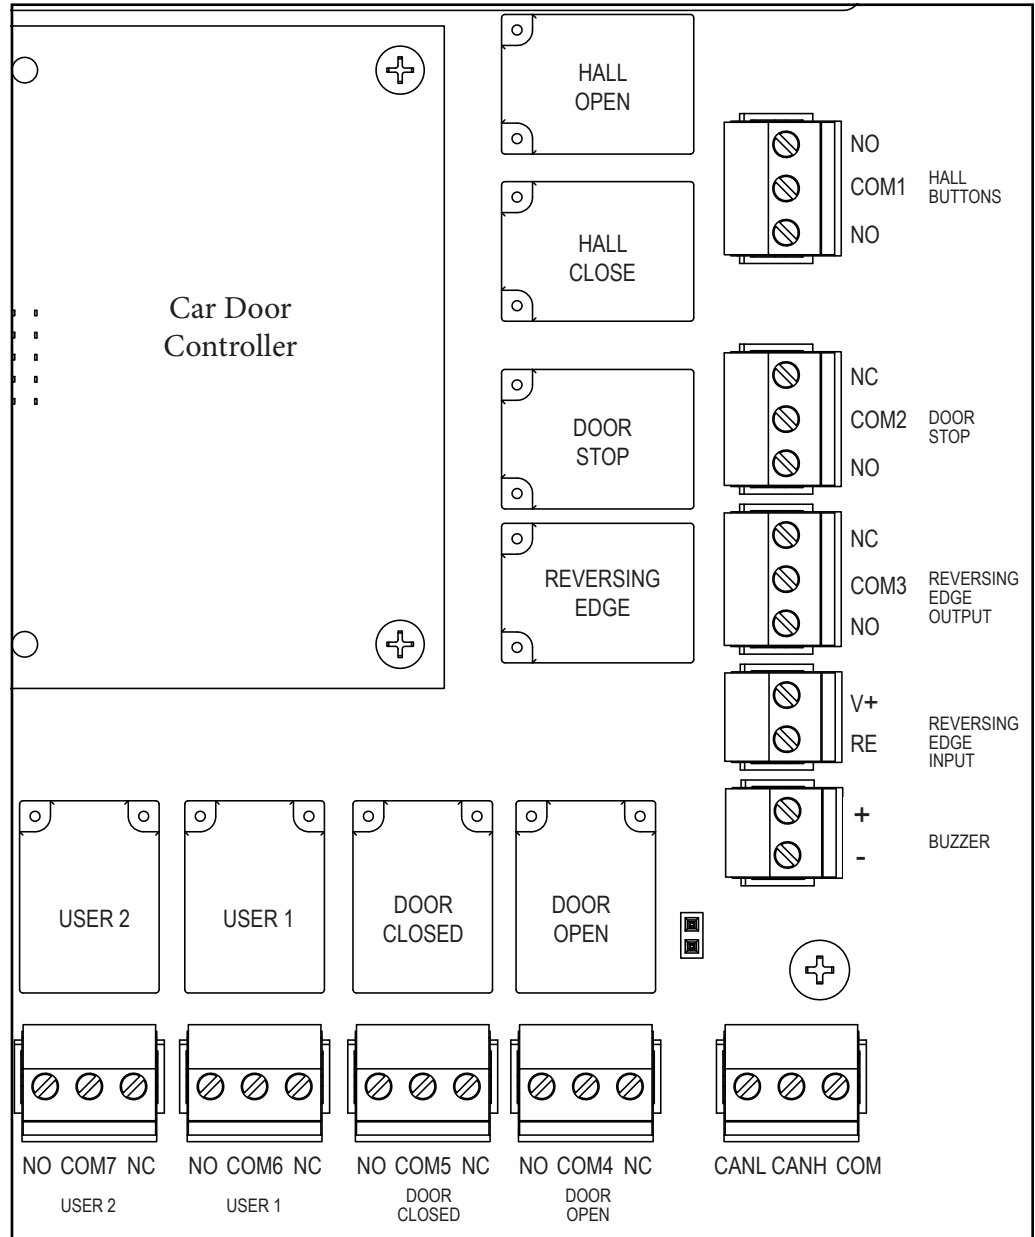 HALL
OPEN
HALL
CLOSE
Car Door
Controller
DOOR
STOP
REVERSING
EDGE
NO
COM1
NO
HALL
BUTTONS
NC
COM2
NO
DOOR
STOP
NC
COM3
NO
REVERSING
EDGE
OUTPUT
V+
RE
REVERSING
EDGE
INPUT
+
-
BUZZER
USER 2
USER 1
DOOR
CLOSED
DOOR
OPEN
NO COM7 NC
USER 2
NO COM6 NC
USER 1
NO COM5 NC
DOOR
CLOSED
NO COM4 NC
DOOR
OPEN
CANL CANH COM